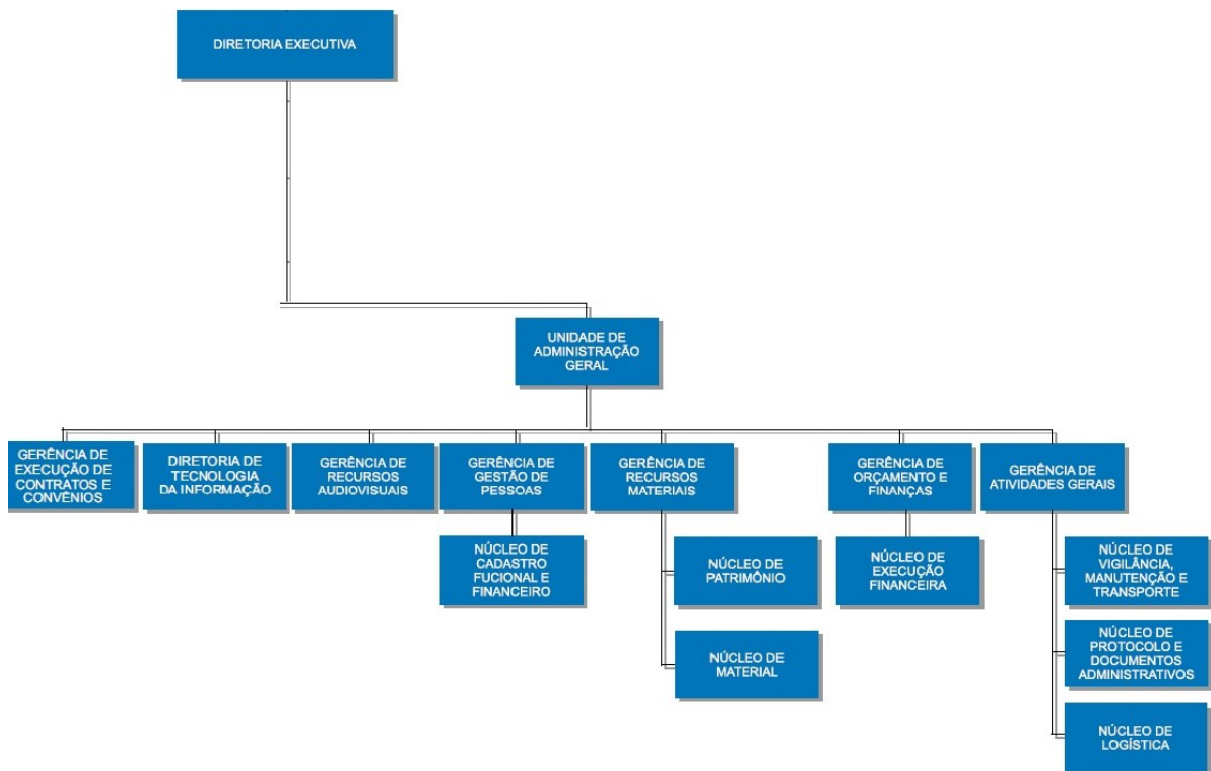 DIRETORIA EXECUTIVA
UNIDADE DE
ADMINISTRAÇÃO
GERAL
GERÊNCIA DE
EXECUÇÃO DE
CONTRATOS E
CONVÊNIOS
DIRETORIA DE
TECNOLOGIA
DA INFORMAÇÃO
GERÊNCIA DE
RECURSOS
AUDIOVISUAIS
GERÊNCIA DE
GESTÃO DE
PESSOAS
GERÊNCIA DE
RECURSOS
MATERIAIS
GERÊNCIA DE
ORÇAMENTO E
FINANÇAS
GERÊNCIA DE
ATIVIDADES GERAIS
NÚCLEO DE
CADASTRO
FUCIONAL E
FINANCEIRO
NÚCLEO DE
PATRIMÔNIO
NÚCLEO DE
EXECUÇÃO
FINANCEIRA
NÚCLEO DE
VIGILÂNCIA,
MANUTENÇÃO E
TRANSPORTE
NÚCLEO DE
MATERIAL
NÚCLEO DE
PROTOCOLO E
DOCUMENTOS
ADMINISTRATIVOS
NÚCLEO DE
LOGÍSTICA